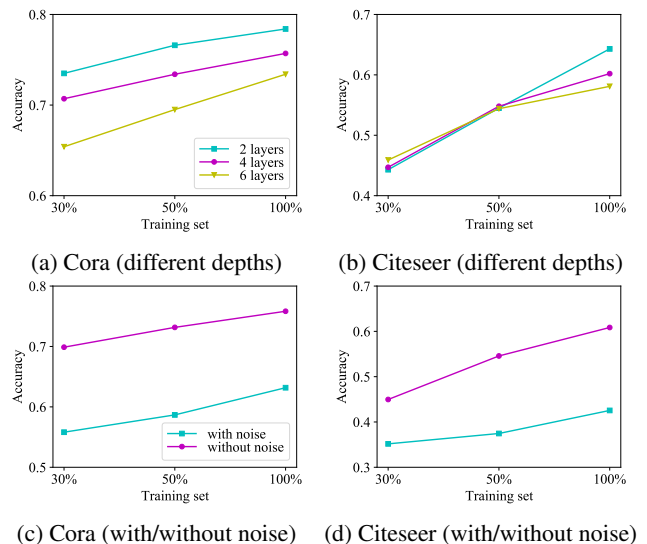 0.8
0.7
0.6
Accuracy
2 layers
4 layers
6 layers
30%
50%
100%
Training set
(a) Cora (different depths)
0.7
0.6
0.5
0.4
Accuracy
30%
50%
100%
Training set
(b) Citeseer (different depths)
0.8
0.7
0.6
0.5
Accuracy
with noise
without noise
30%
50%
100%
Training set
(c) Cora (with/without noise)
0.7
0.6
0.5
0.4
0.3
Accuracy
30%
50%
100%
Training set
(d) Citeseer (with/without noise)